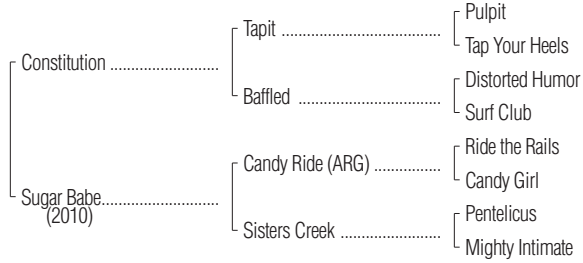 Pulpit
Tapit ....................................................
Tap Your Heels
Constitution ....................................
Distorted Humor
Baffled ...............................................
Surf Club
Ride the Rails
Candy Ride (ARG) ......................
Candy Girl
Sugar Babe.......................................
(2010)
Pentelicus
Sisters Creek .................................
Mighty Intimate